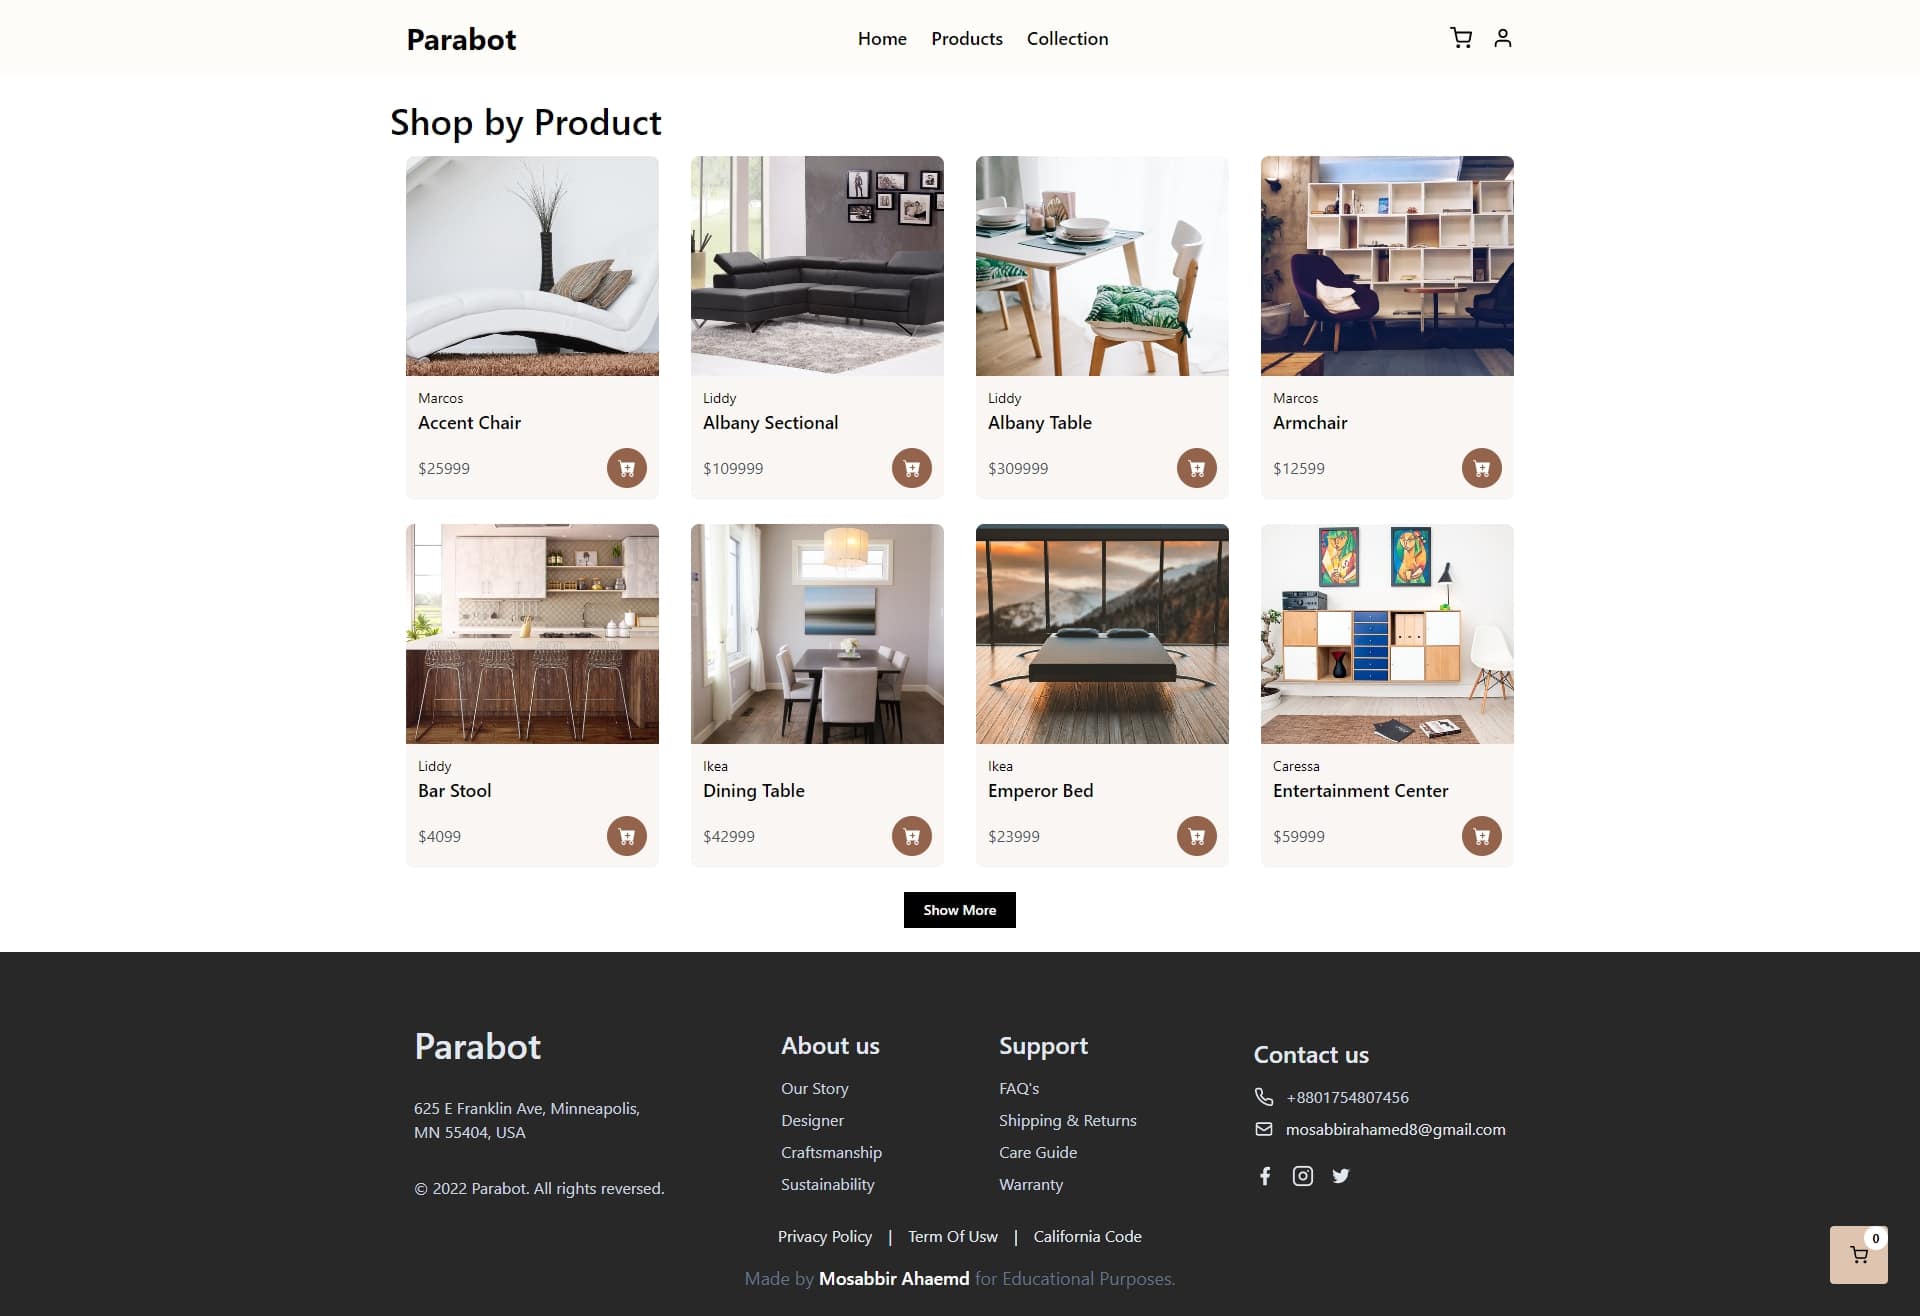 Parabot
Home Products Collection
Shop by Product
Marcos
Accent Chair
$25999
Liddy
Albany Sectional
$109999
Liddy
Albany Table
$309999
Marcos
Armchair
$12599
Liddy
Bar Stool
$4099
Ikea
Dining Table
$42999
Ikea
Emperor Bed
$23999
Caressa
Entertainment Center
$59999
Show More
Parabot
625 E Franklin Ave, Minneapolis,
MN 55404, USA
© 2022 Parabot. All rights reversed.
About us
Our Story
Designer
Craftsmanship
Sustainability
Support
FAQ's
Shipping & Returns
Care Guide
Warranty
Contact us
+8801754807456
mosabbirahamed8@gmail.com
Privacy Policy | Term Of Usw | California Code
Made by Mosabbir Ahaemd for Educational Purposes.
0